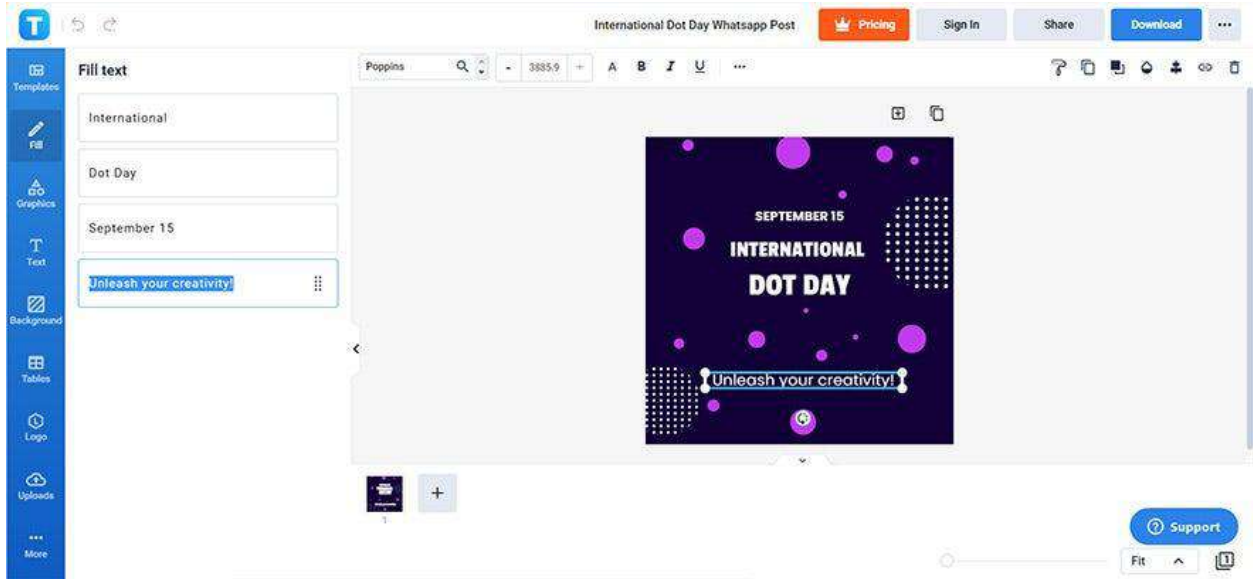 T
International Dot Day Whatsapp Post
Pricing
Sign In
Share
Download
Templates
Fill
Graphics
Text
Background
Tables
Logo
Uploads
More
Fill text
International
Dot Day
September 15
Unleash your creativity!
Poppins
- 3885.9 +
A B I U
SEPTEMBER 15
INTERNATIONAL
DOT DAY
Unleash your creativity!
1
+
Support
Fit
1